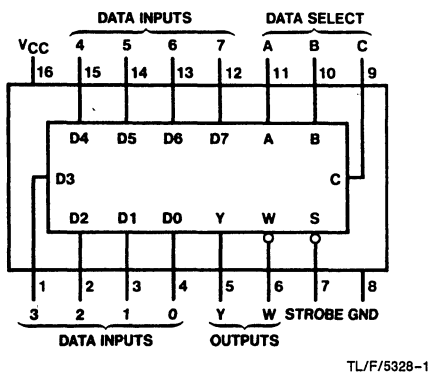 DATA INPUTS DATA SELECT
VCC 4 5 6 7 A B C
16 15 14 13 12 11 10 9
D4 D5 D6 D7 A B
D3 C
D2 D1 D0 Y W S
1 2 3 4 5 6 7 8
3 2 1 0 Y W STROBE GND
DATA INPUTS OUTPUTS
TL/F/5328-1